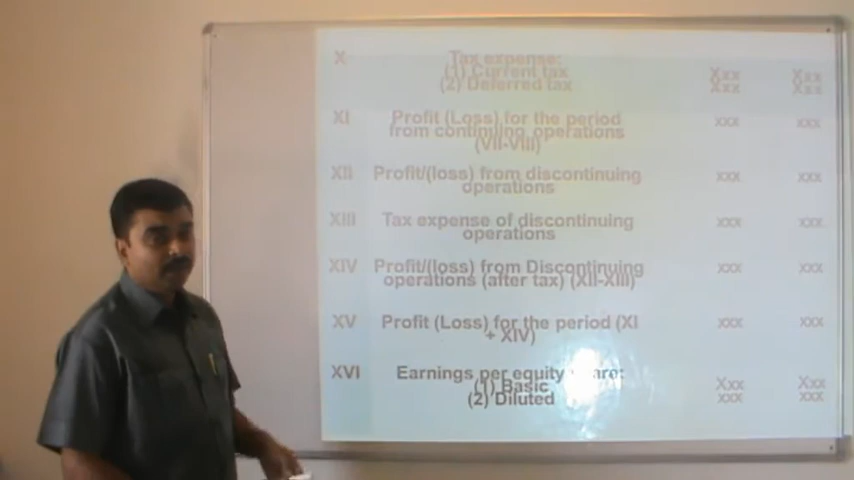 X Tax expense:
(1) Current tax Xxx Xxx
(2) Deferred tax Xxx Xxx
XI Profit (Loss) for the period
from continuing operations xxx xxx
(VII-VIII)
XII Profit/(loss) from discontinuing xxx xxx
operations
XIII Tax expense of discontinuing xxx xxx
operations
XIV Profit/(loss) from Discontinuing xxx xxx
operations (after tax) (XII-XIII)
XV Profit (Loss) for the period (XI xxx xxx
+ XIV)
XVI Earnings per equity
(1) Basic Xxx Xxx
(2) Diluted xxx xxx